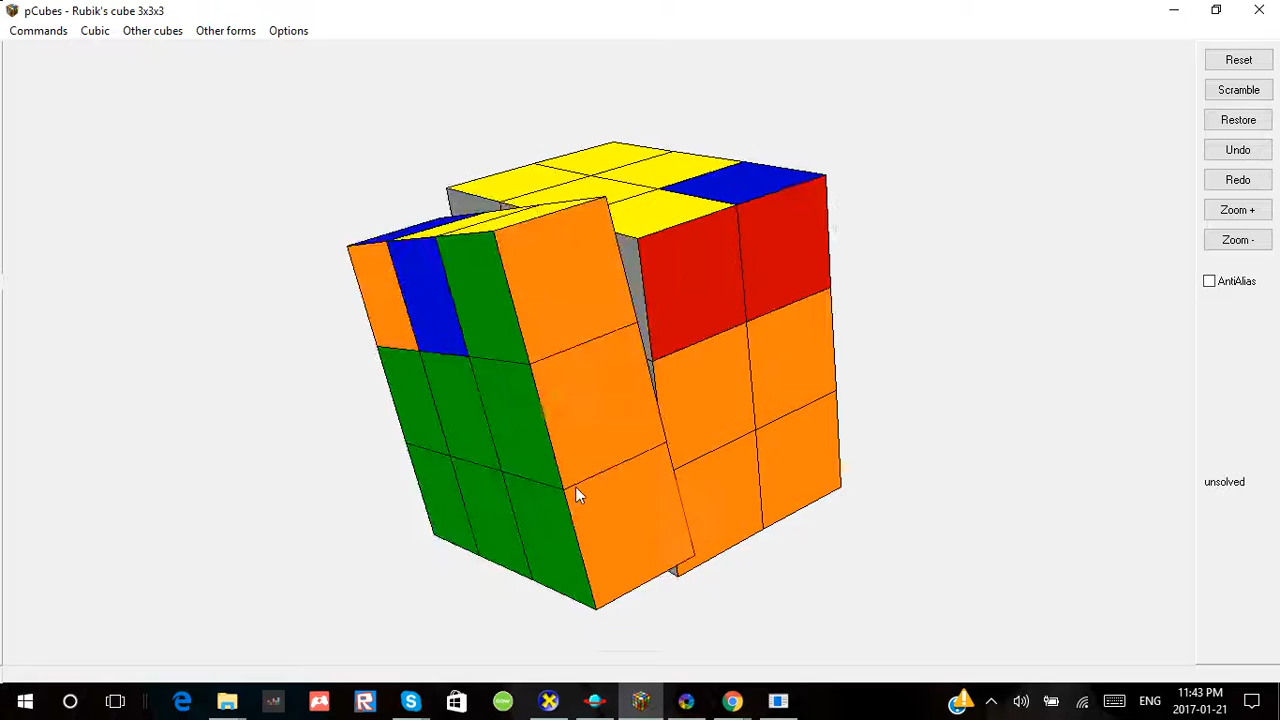 pCubes - Rubik's cube 3x3x3
Commands Cubic Other cubes Other forms Options
Reset
Scramble
Restore
Undo
Redo
Zoom +
Zoom -
AntiAlias
unsolved
ENG
11:43 PM
2017-01-21